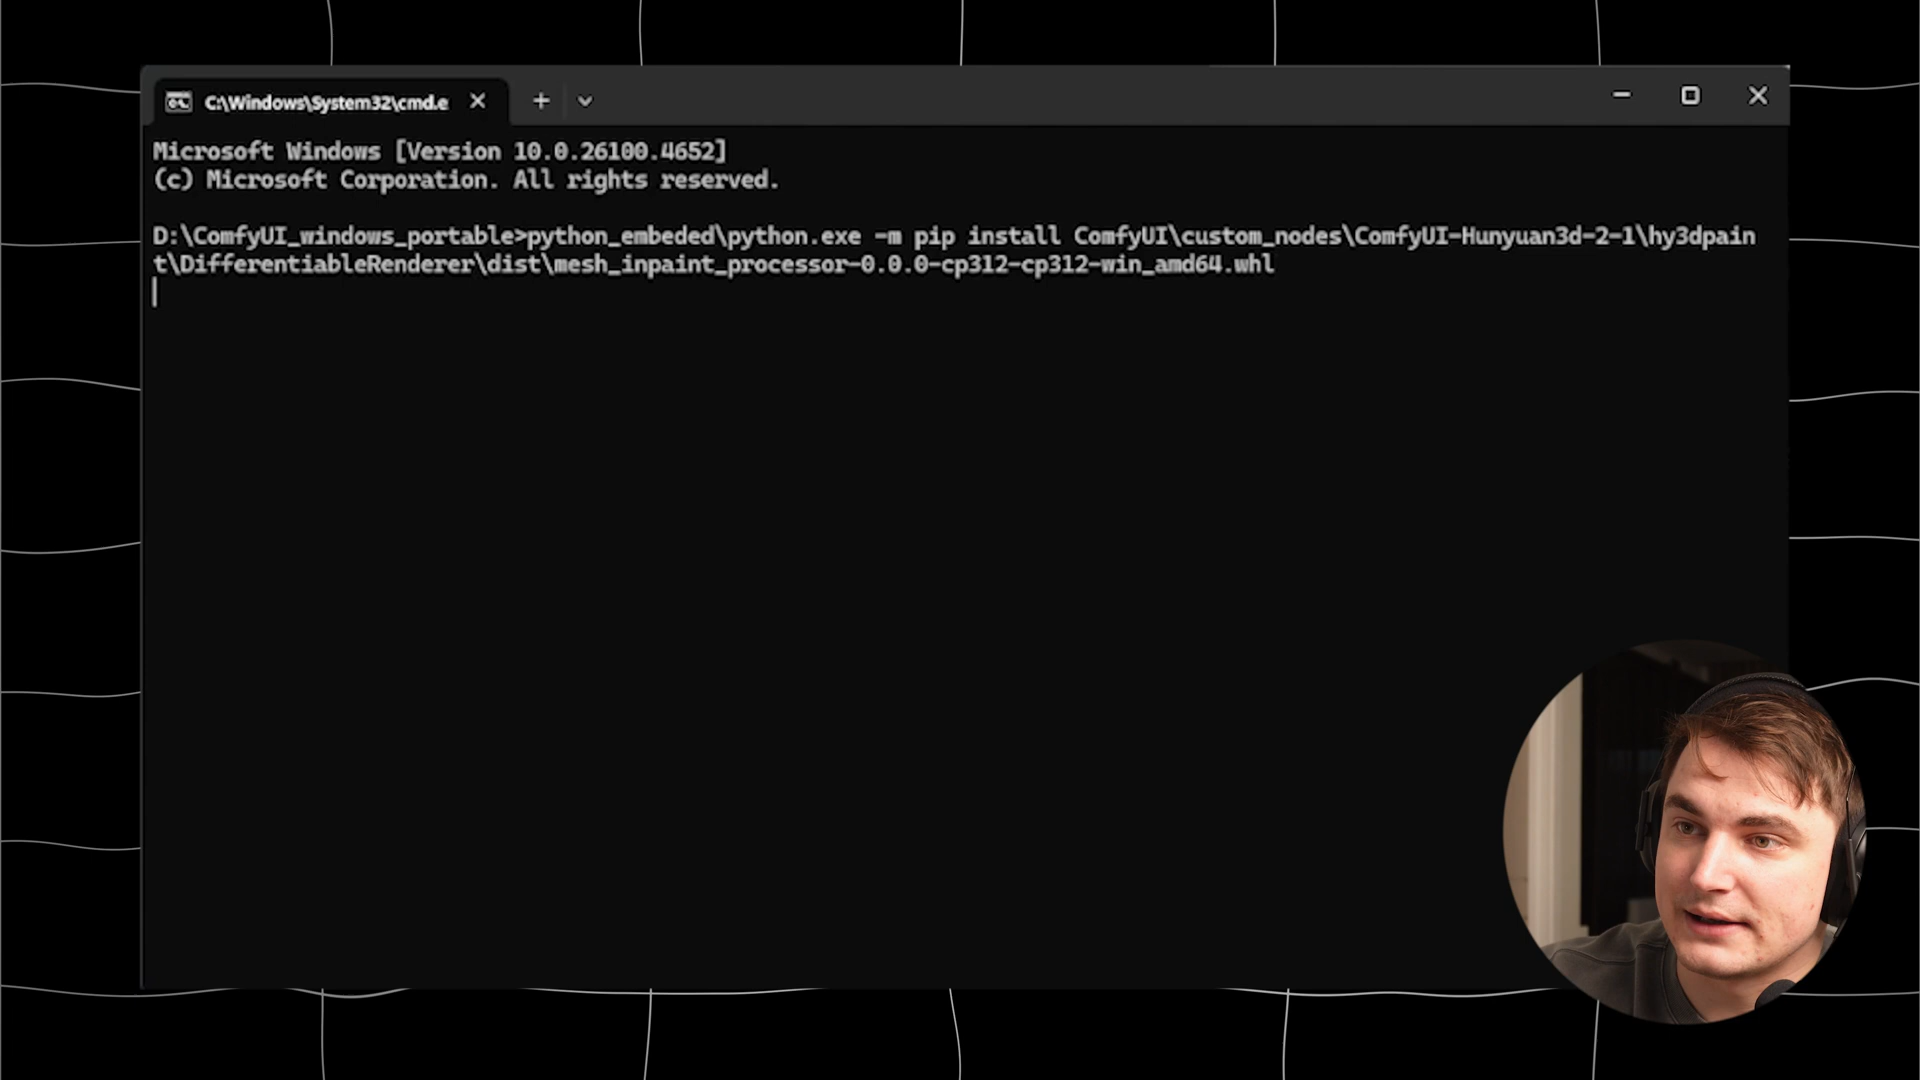 C:\Windows\System32\cmd.e
Microsoft Windows [Version 10.0.26100.4652]
(c) Microsoft Corporation. All rights reserved.
D:\ComfyUI_windows_portable>python_embeded\python.exe -m pip install ComfyUI\custom_nodes\ComfyUI-Hunyuan3d-2-1\hy3dpain
t\DifferentiableRenderer\dist\mesh_inpaint_processor-0.0.0-cp312-cp312-win_amd64.whl